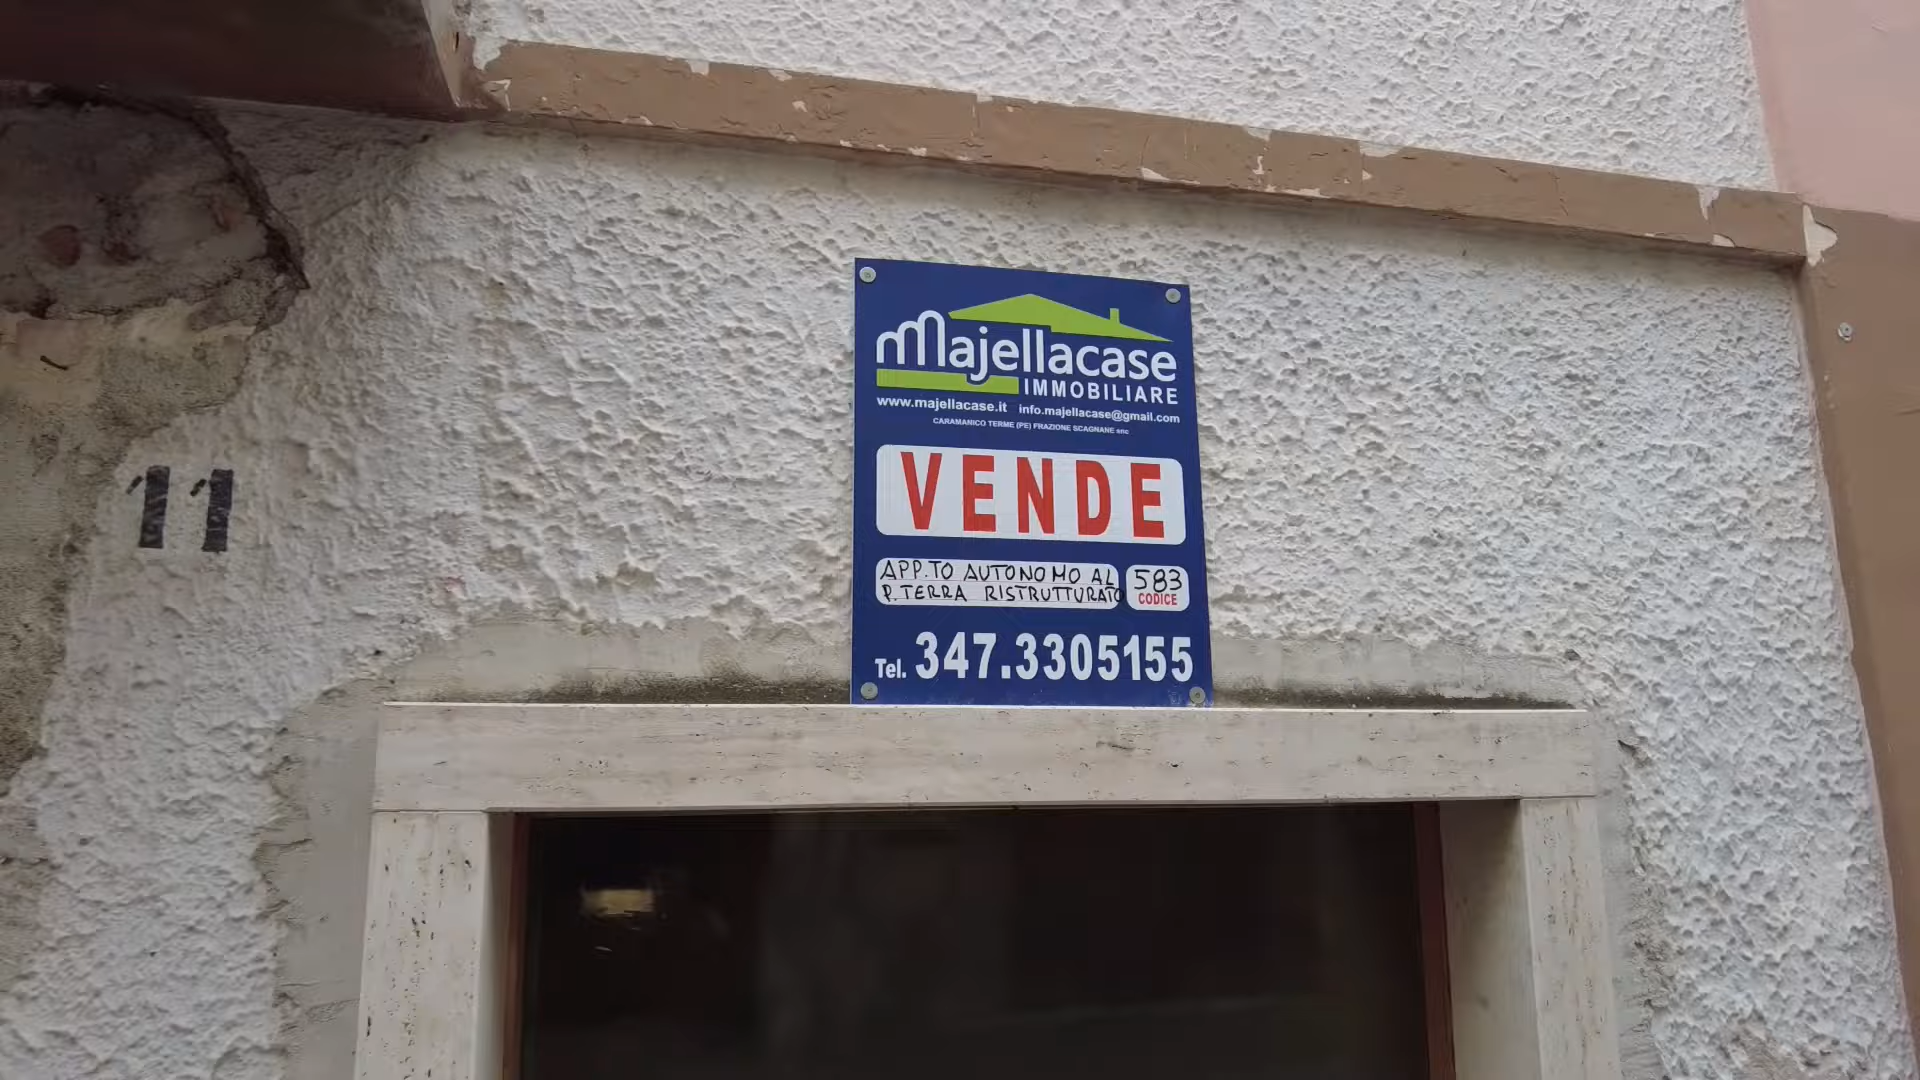 Majellacase
IMMOBILIARE
www.majellacase.it info.majellacase@gmail.com
CARAMANICO TERME (PE) FRAZIONE SCAGNANE snc
VENDE
APP.TO AUTONOMO AL
P. TERRA RISTRUTTURATO
583
CODICE
Tel. 347.3305155
11